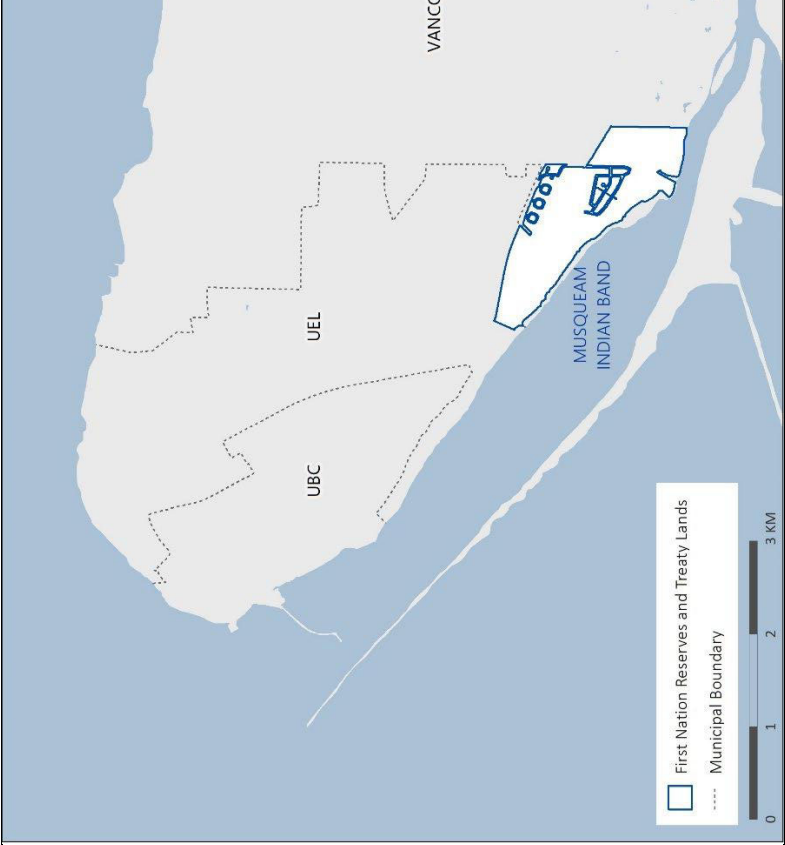 VANCO
UEL
UBC
MUSQUEAM
INDIAN BAND
First Nation Reserves and Treaty Lands
Municipal Boundary
0 1 2 3 KM